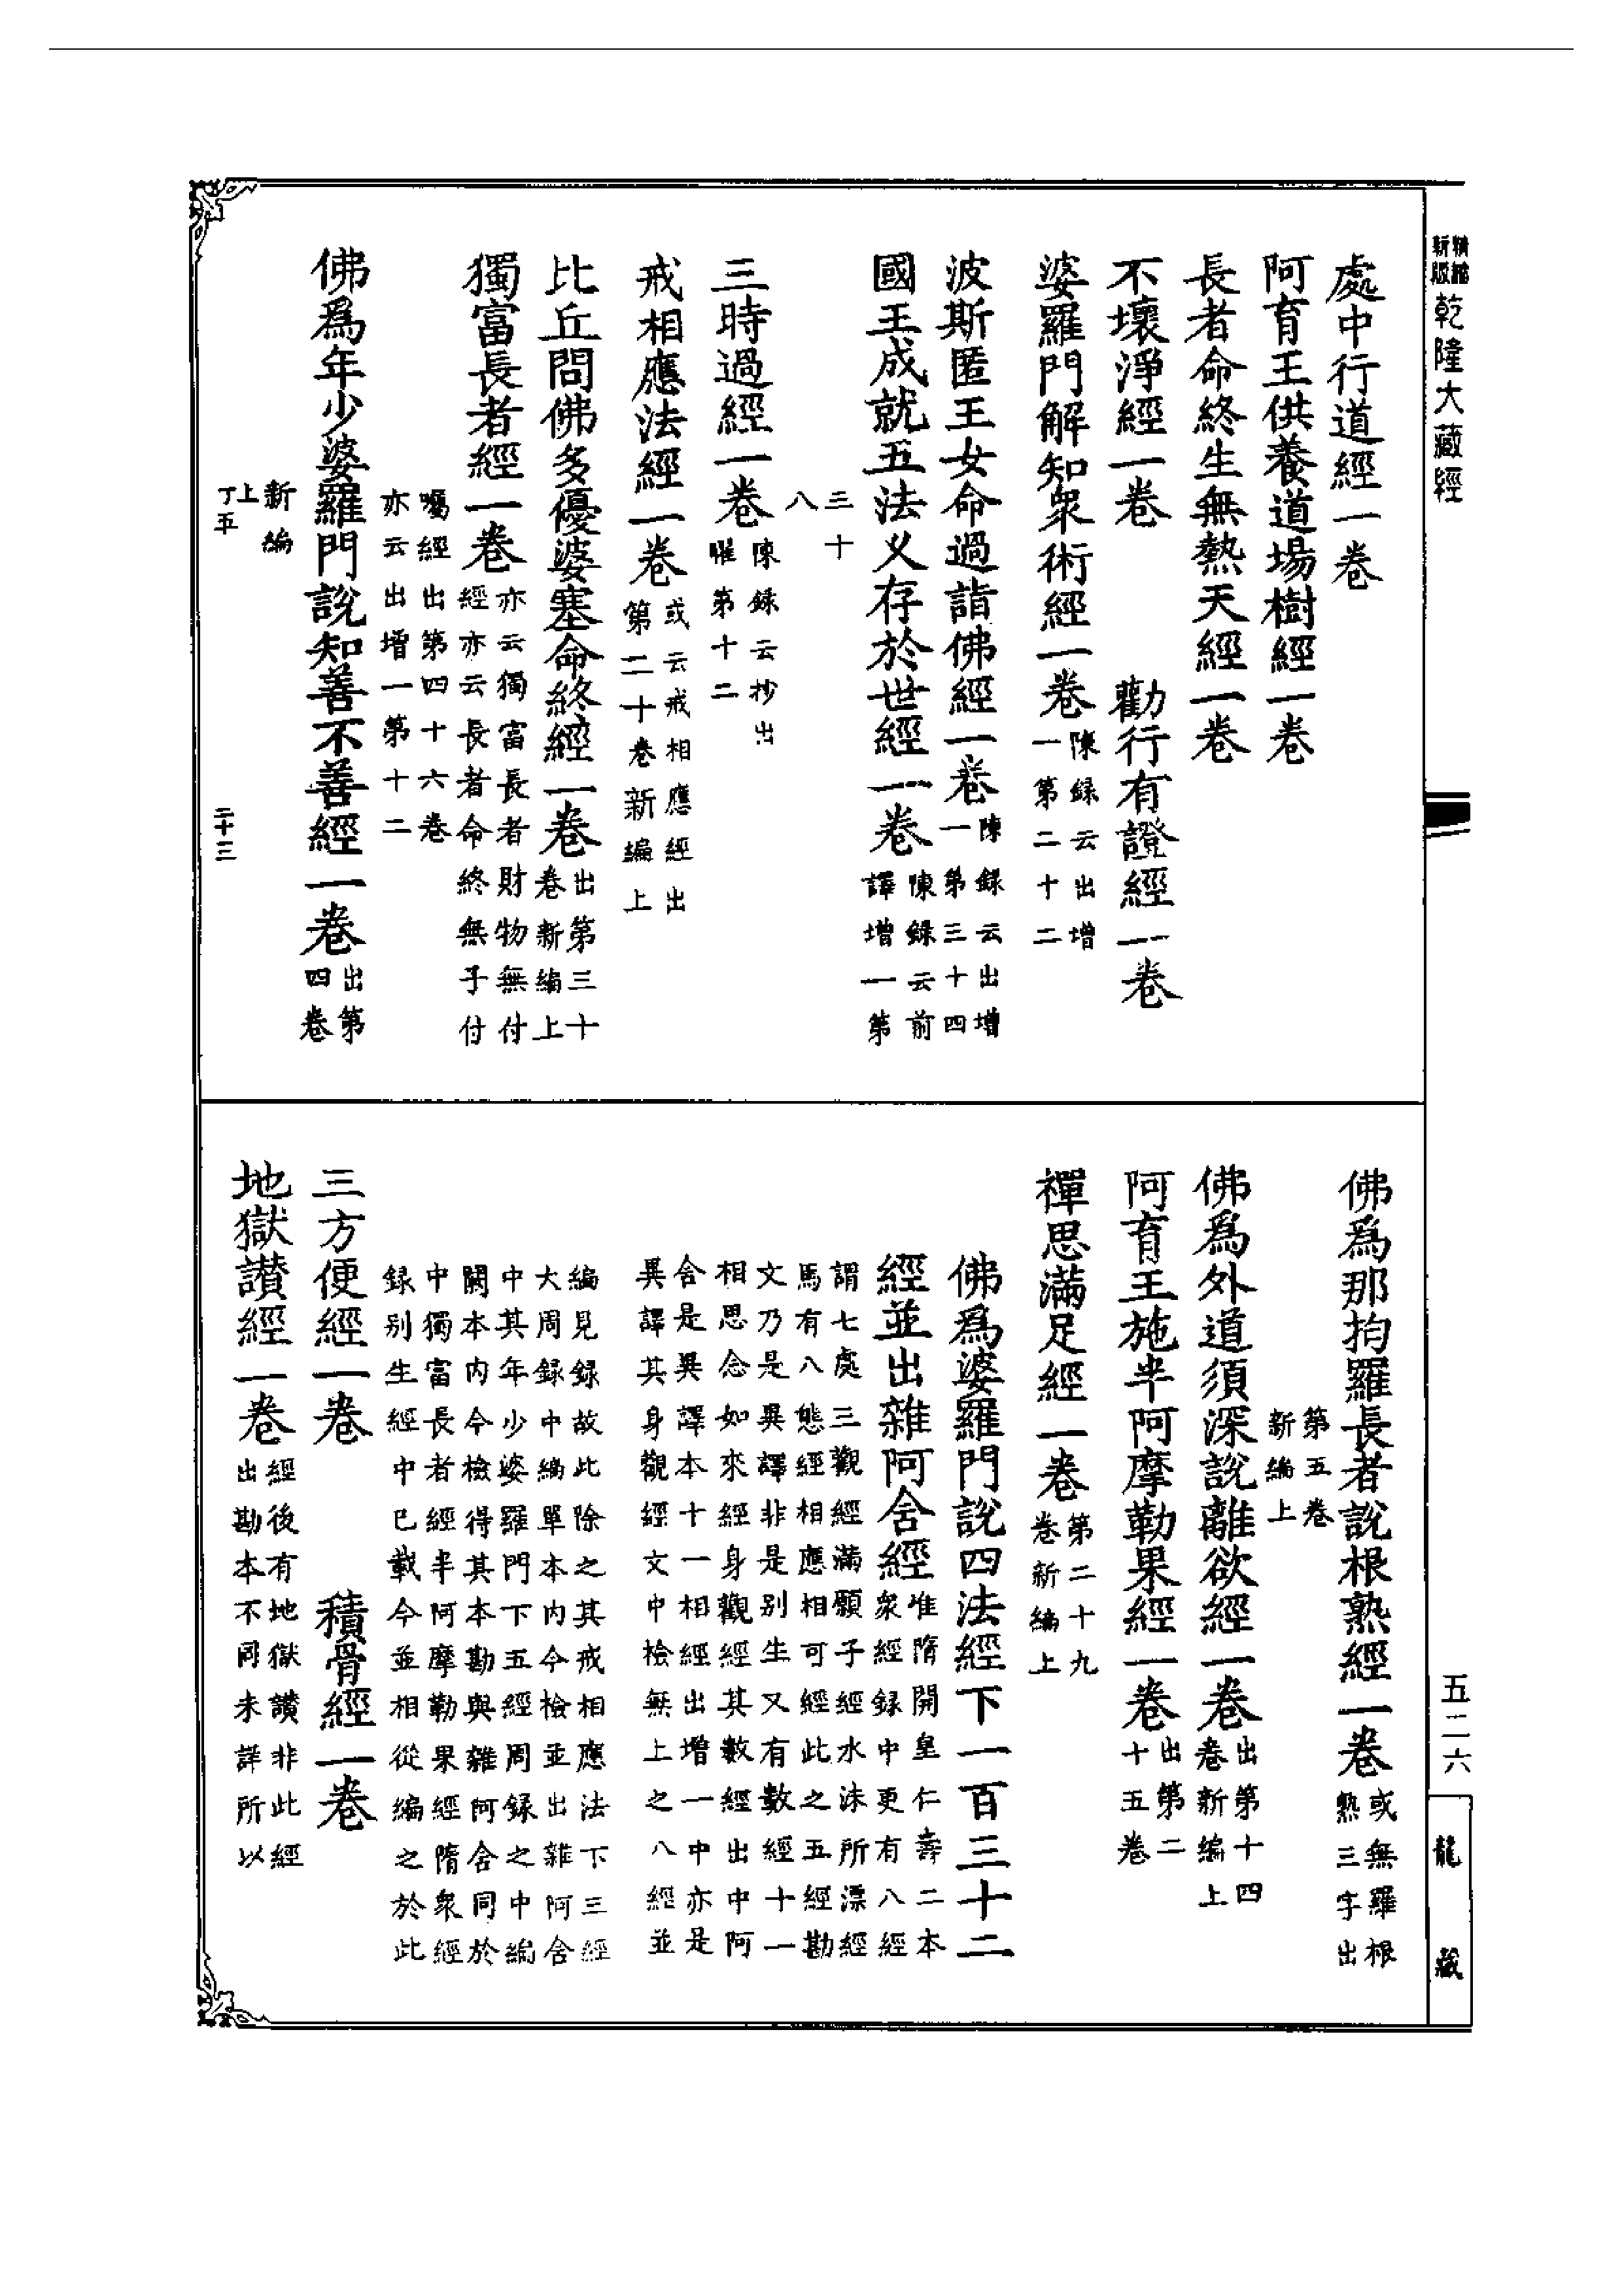 精縮新版乾隆大藏經
處中行道經一卷
阿育王供養道場樹經一卷
長者命終生無熱天經一卷
不壞淨經一卷 勸行有證經一卷
婆羅門解知衆術經一卷
陳録云出增
一第二十二
波斯匿王女命過詣佛經一卷
陳録云出增
一第三十四
國王成就五法义存於世經一卷
陳録云前
譯增一第
三十
八
三時過經一卷
陳録云抄出
曜第十二
戒相應法經一卷
或云戒相應經出
第二十卷新編上
比丘問佛多優婆塞命終經一卷
出第三十
卷新編上
獨富長者經一卷
亦云獨富長者財物無付
經亦云長者命終無子付
囑經出第四十六卷
亦云出增一第十二
佛爲年少婆羅門說知善不善經一卷
出第
四卷
新編
上
二十三
佛爲那拘羅長者說根熟經一卷
或無羅根
熟三字出
第五卷
新編上
佛爲外道須深說離欲經一卷
出第十四
卷新編上
阿育王施半阿摩勒果經一卷
出第二
十五卷
禪思滿足經一卷
第二十九
卷新編上
佛爲婆羅門說四法經下一百三十二
經並出雜阿含經
唯隋開皇仁壽二本
衆經録中更有八經
謂七處三觀經滿願子經水沫所漂經
馬有八態經相應相可經此之五經勘
文乃是異譯非是别生又有數經十一
相思念如來經身觀經其數經出中阿
含是異譯本十一相經出增一中亦是
異譯其身觀經文中檢無上之八經並
編見録故此除之其戒相應法下三經
大周録中編單本内今檢並出雜阿含
中其年少婆羅門下五經周録之中編
闕本内今檢得其本勘與雜阿含同於
中獨富長者經半阿摩勒果經隋衆經
録别生經中已載今並相從編之於此
三方便經一卷 積骨經一卷
地獄讃經一卷
經後有地獄讃非此經
出勘本不同未詳所以
五二六
龍藏